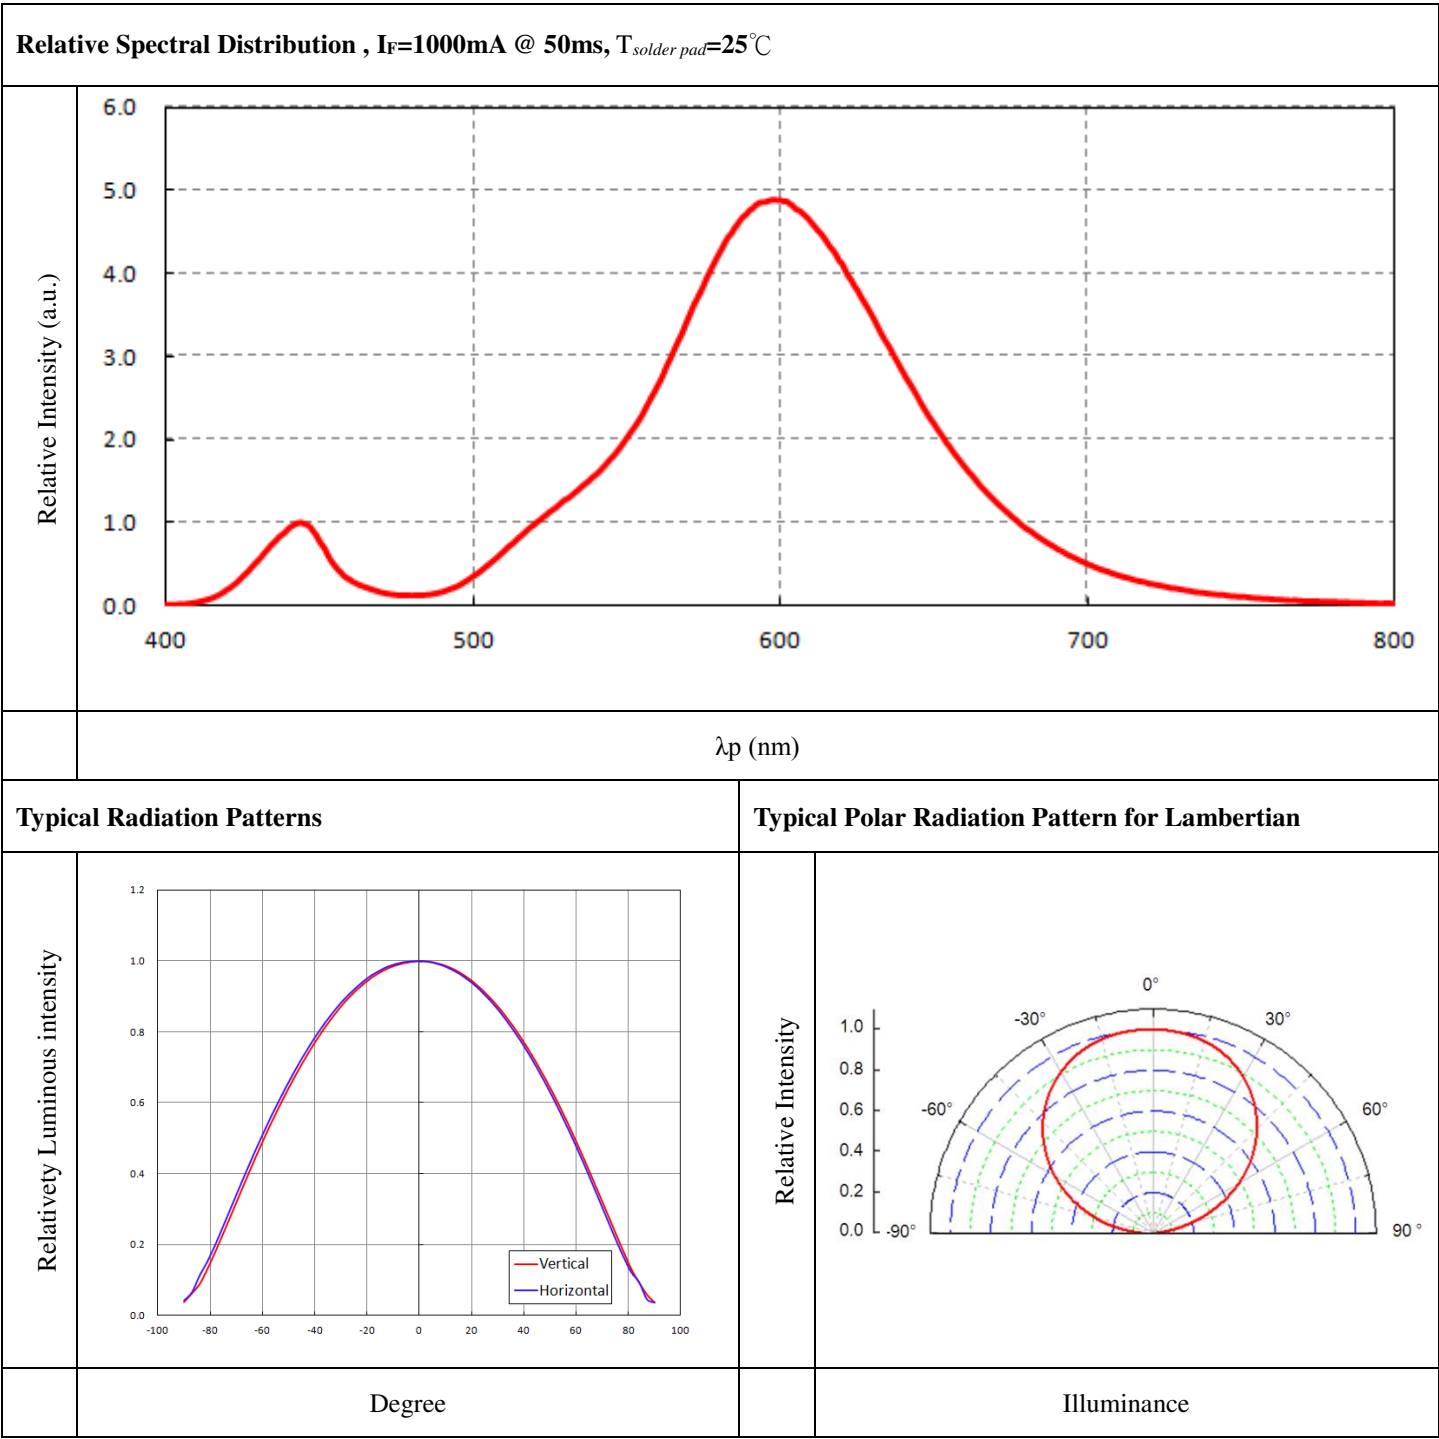 Relative Spectral Distribution , IF=1000mA @ 50ms, Tsolder pad=25℃
Relative Intensity (a.u.)
6.0
5.0
4.0
3.0
2.0
1.0
0.0
400 500 600 700 800
λp (nm)
Typical Radiation Patterns
Typical Polar Radiation Pattern for Lambertian
Relativety Luminous intensity
1.2
1.0
0.8
0.6
0.4
0.2
0.0
-100 -80 -60 -40 -20 0 20 40 60 80 100
Vertical
Horizontal
Degree
Relative Intensity
1.0
0.8
0.6
0.4
0.2
0.0
-90°
-60°
-30°
0°
30°
60°
90 °
Illuminance